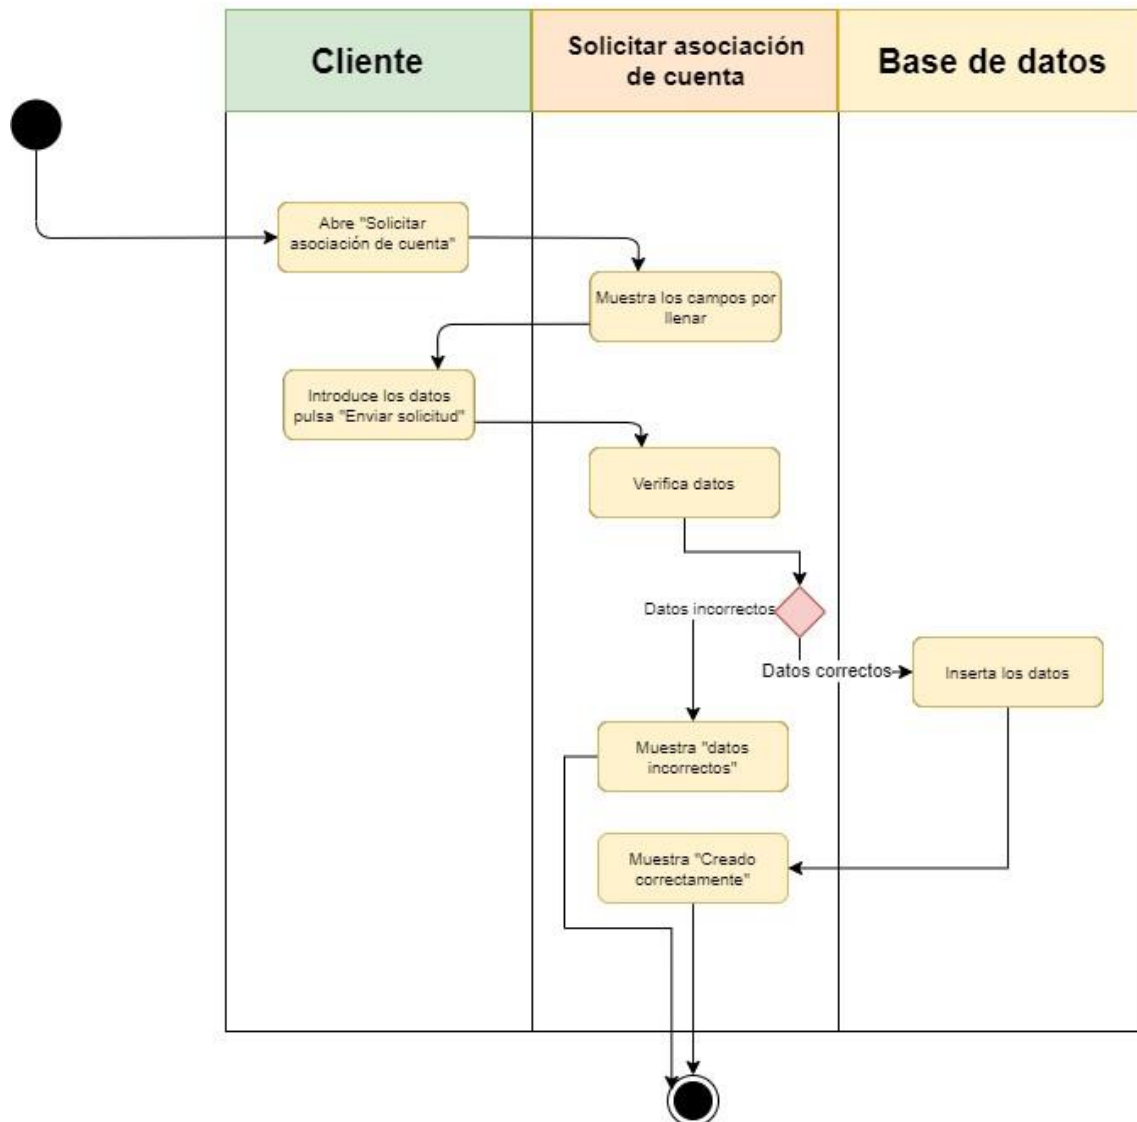 Cliente
Solicitar asociación
de cuenta
Base de datos
Abre "Solicitar
asociación de cuenta"
Muestra los campos por
llenar
Introduce los datos
pulsa "Enviar solicitud"
Verifica datos
Datos incorrectos
Datos correctos
Inserta los datos
Muestra "datos
incorrectos"
Muestra "Creado
correctamente"